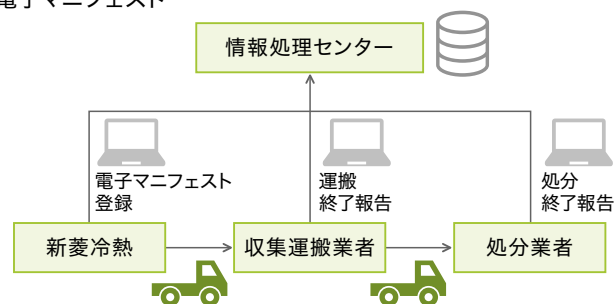 電子マニフェスト
情報処理センター
電子マニフェスト
登録
運搬
終了報告
処分
終了報告
新菱冷熱
収集運搬業者
処分業者